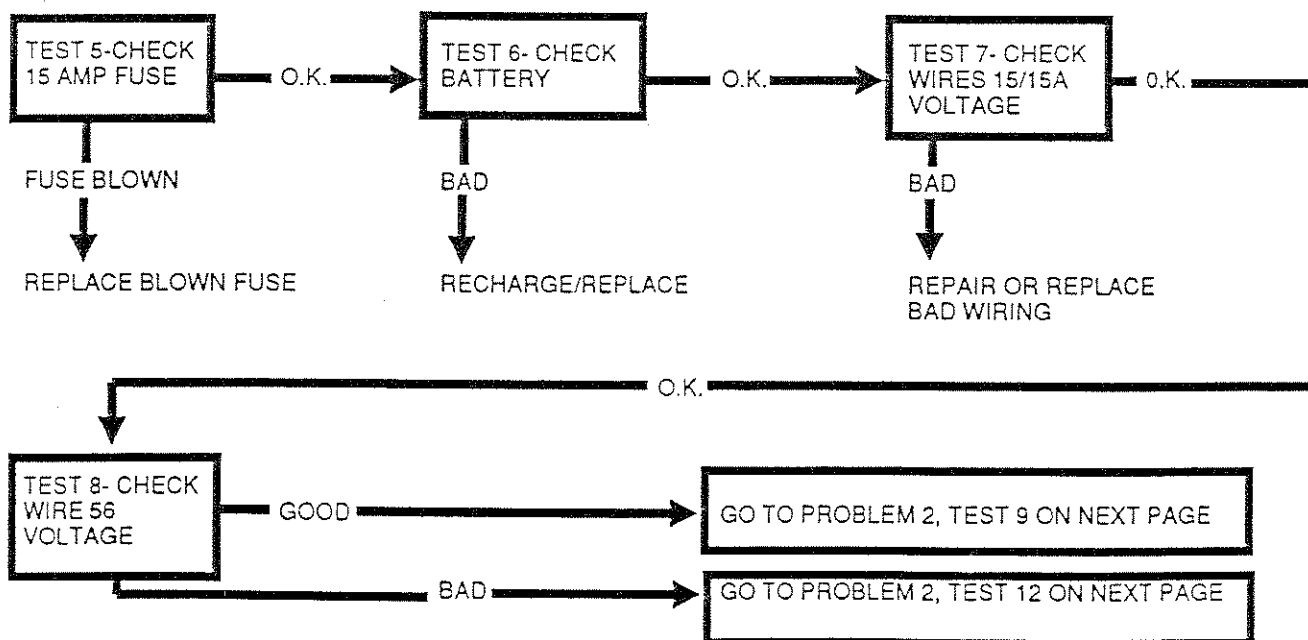 TEST 5-CHECK
15 AMP FUSE
O.K.
TEST 6- CHECK
BATTERY
O.K.
TEST 7- CHECK
WIRES 15/15A
VOLTAGE
0.K.
FUSE BLOWN
BAD
BAD
REPLACE BLOWN FUSE
RECHARGE/REPLACE
REPAIR OR REPLACE
BAD WIRING
O.K.
TEST 8- CHECK
WIRE 56
VOLTAGE
GOOD
GO TO PROBLEM 2, TEST 9 ON NEXT PAGE
BAD
GO TO PROBLEM 2, TEST 12 ON NEXT PAGE